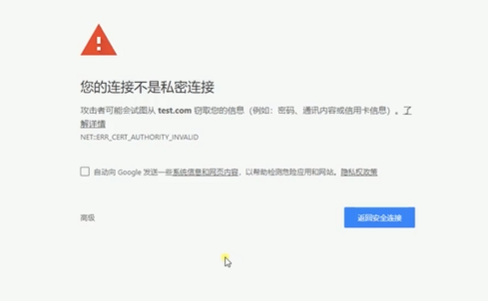 您的连接不是私密连接
攻击者可能会试图从 test.com 窃取您的信息（例如：密码、通讯内容或信用卡信息）。了
解详情
NET::ERR_CERT_AUTHORITY_INVALID
自动向 Google 发送一些系统信息和网页内容，以帮助检测危险应用和网站。隐私权政策
高级
返回安全连接